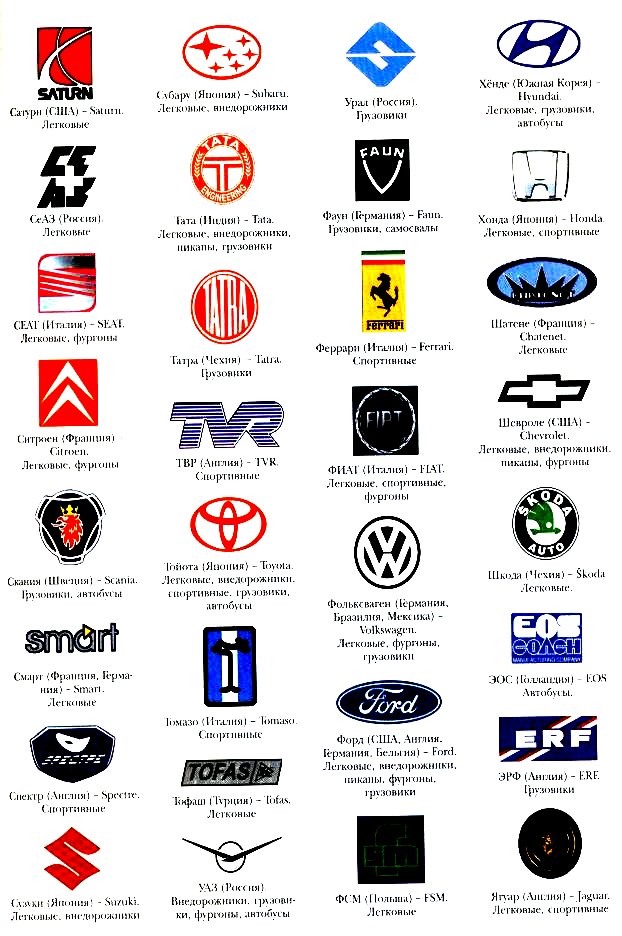 SATURN
Сатурн (США) – Saturn.
Легковые
СеАЗ
СеАЗ (Россия).
Легковые
СЕАТ (Италия) – SEAT.
Легковые, фургоны
Ситроен (Франция) –
Citroen.
Легковые, фургоны
Скания (Швеция) – Scania.
Грузовики, автобусы
smart
Смарт (Франция, Герма-
ния) – Smart.
Легковые
SPECTRE
Спектр (Англия) – Spectre.
Спортивные
Сузуки (Япония) – Suzuki.
Легковые, внедорожники
Субару (Япония) – Subaru.
Легковые, внедорожники
TATA
ENGINEERING
Тата (Индия) – Tata.
Легковые, внедорожники,
пикапы, грузовики
TATRA
Татра (Чехия) – Tatra.
Грузовики
TVR
ТВР (Англия) – TVR.
Спортивные
Тойота (Япония) – Toyota.
Легковые, внедорожники,
спортивные, грузовики,
автобусы
Томазо (Италия) – Tomaso.
Спортивные
TOFAS
Тофаш (Турция) – Tofas.
Легковые
УАЗ (Россия).
Внедорожники, грузови-
ки, фургоны, автобусы
Урал (Россия).
Грузовики
FAUN
Фаун (Германия) – Faun.
Грузовики, самосвалы
Ferrari
Феррари (Италия) – Ferrari.
Спортивные
FIAT
ФИАТ (Италия) – FIAT.
Легковые, спортивные,
фургоны
Фольксваген (Германия,
Бразилия, Мексика) –
Volkswagen.
Легковые, фургоны,
грузовики
Ford
Форд (США, Англия,
Германия, Бельгия) – Ford.
Легковые, внедорожники,
пикапы, фургоны,
грузовики
ФСМ (Польша) – FSM.
Легковые
Хёнде (Южная Корея) –
Hyundai.
Легковые, грузовики,
автобусы
Хонда (Япония) – Honda.
Легковые, спортивные
Шатене (Франция) –
Chatenet.
Легковые
Шевроле (США) –
Chevrolet.
Легковые, внедорожники,
пикапы, фургоны
ŠKODA
AUTO
Шкода (Чехия) – Škoda
Легковые.
EOS
COACH
MANUFACTURING COMPANY
ЭОС (Голландия) – EOS
Автобусы.
ERF
ЭРФ (Англия) – ERF.
Грузовики
Ягуар (Англия) – Jaguar.
Легковые, спортивные